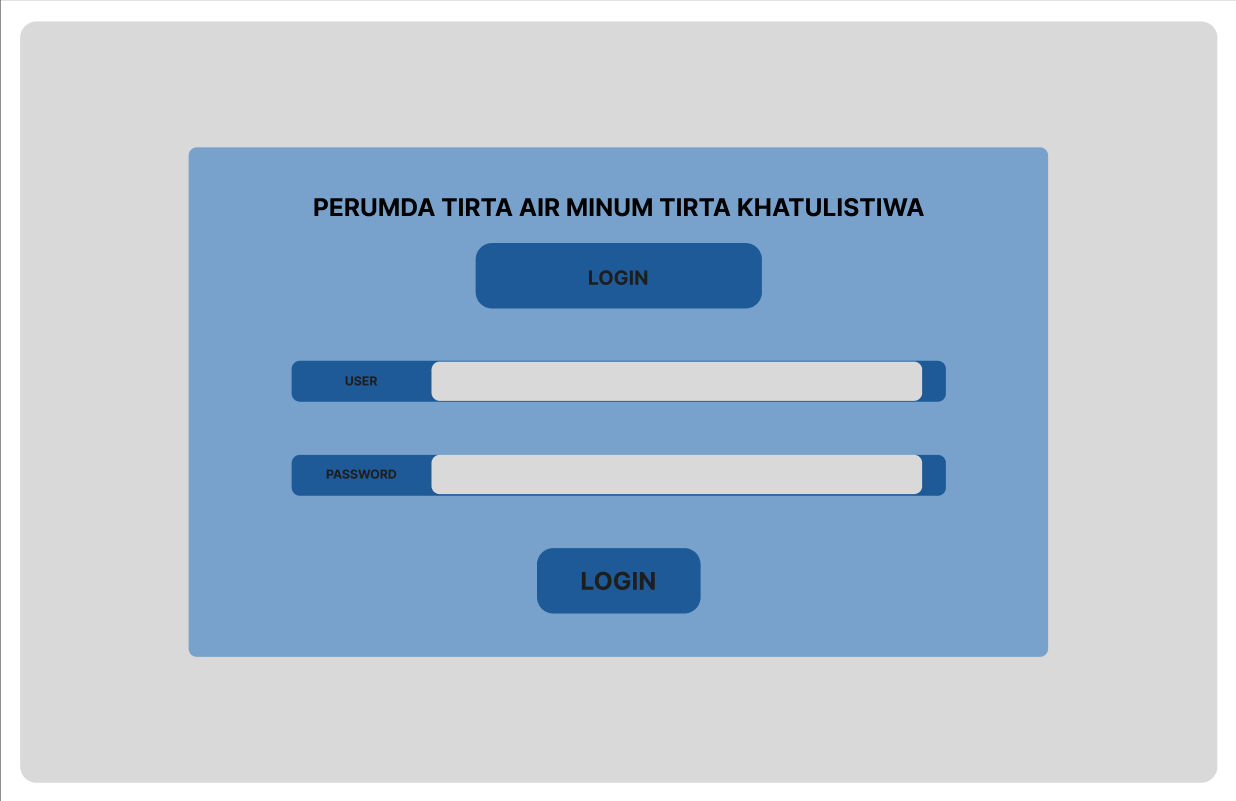 PERUMDA TIRTA AIR MINUM TIRTA KHATULISTIWA
LOGIN
USER
PASSWORD
LOGIN